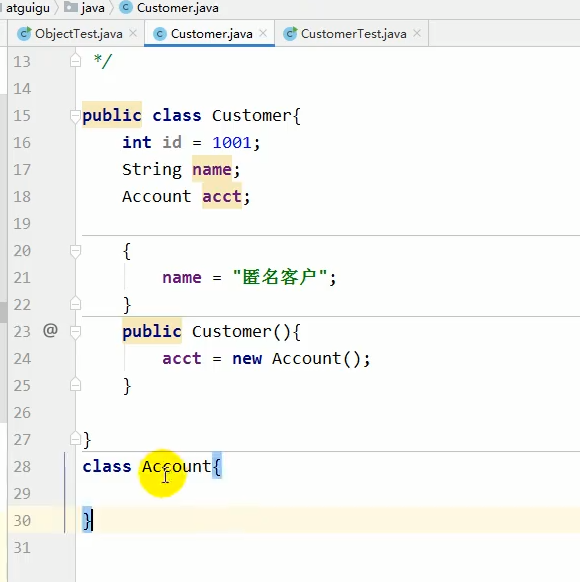 atguigu java Customer.java
ObjectTest.java Customer.java CustomerTest.java
13 */
14
15 public class Customer{
16 int id = 1001;
17 String name;
18 Account acct;
19
20 {
21 name = "匿名客户";
22 }
23 @ public Customer(){
24 acct = new Account();
25 }
26
27 }
28 class Account{
29
30 }
31